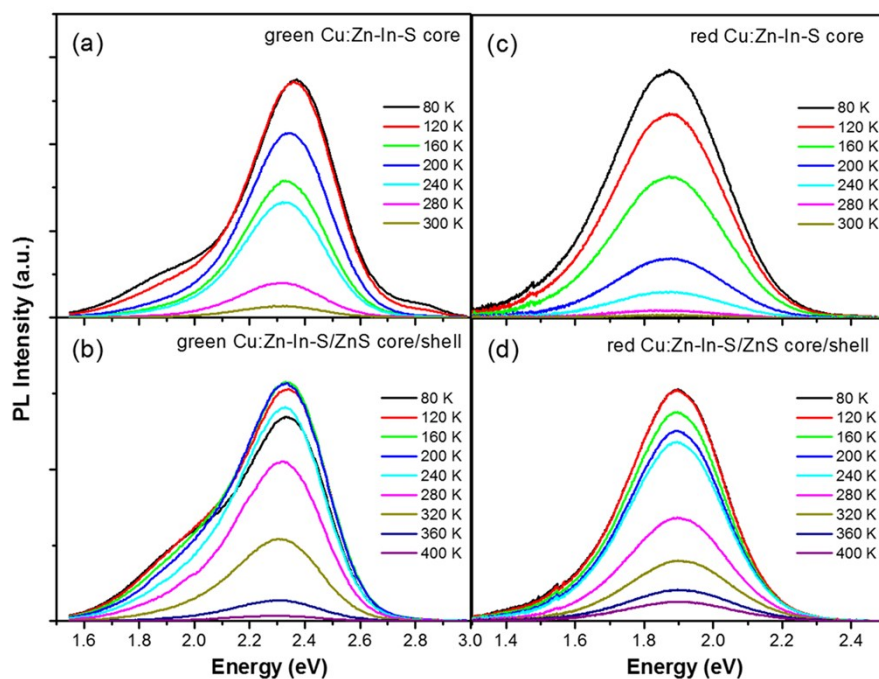 PL Intensity (a.u.)
(a)
green Cu:Zn-In-S core
80 K
120 K
160 K
200 K
240 K
280 K
300 K
(c)
red Cu:Zn-In-S core
80 K
120 K
160 K
200 K
240 K
280 K
300 K
(b)
green Cu:Zn-In-S/ZnS core/shell
80 K
120 K
160 K
200 K
240 K
280 K
320 K
360 K
400 K
(d)
red Cu:Zn-In-S/ZnS core/shell
80 K
120 K
160 K
200 K
240 K
280 K
320 K
360 K
400 K
1.6 1.8 2.0 2.2 2.4 2.6 2.8 3.0 1.4 1.6 1.8 2.0 2.2 2.4
Energy (eV) Energy (eV)